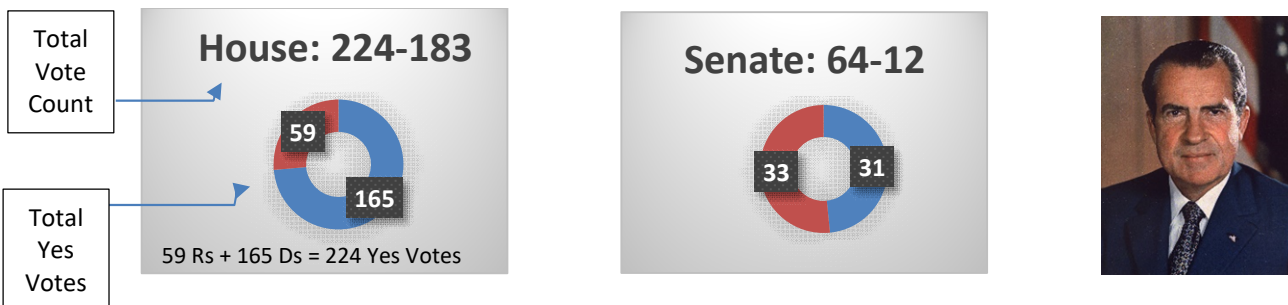 Total
Vote
Count
House: 224-183
59
165
59 Rs + 165 Ds = 224 Yes Votes
Total
Yes
Votes
Senate: 64-12
33
31